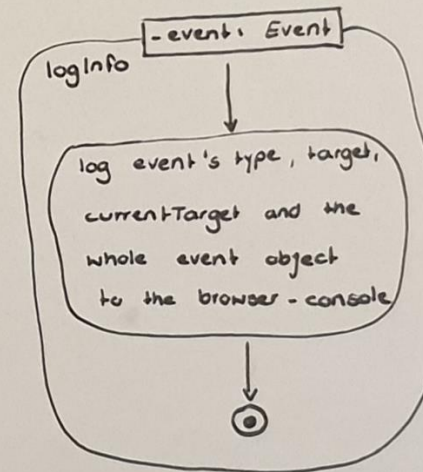 -event: Event
logInfo
log event's type, target,
currentTarget and the
whole event object
to the browser-console